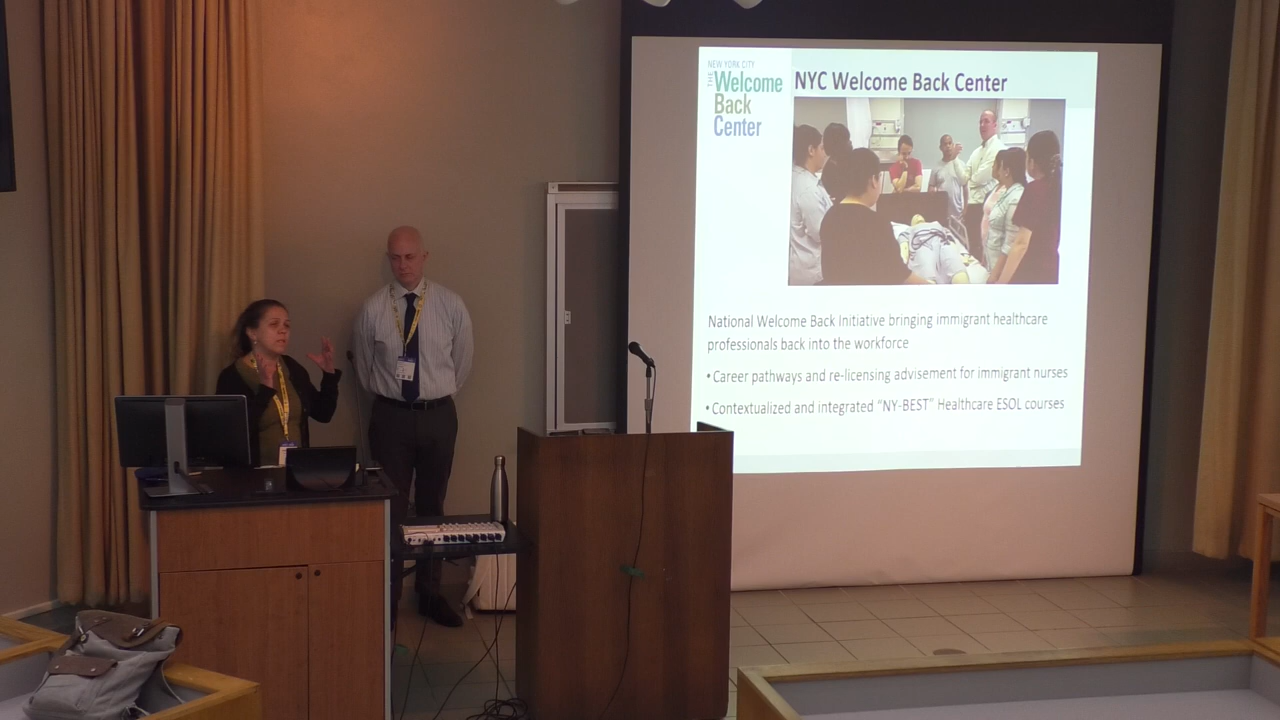 NEW YORK CITY
THE Welcome
Back
Center
NYC Welcome Back Center
National Welcome Back Initiative bringing immigrant healthcare
professionals back into the workforce
• Career pathways and re-licensing advisement for immigrant nurses
• Contextualized and integrated “NY-BEST” Healthcare ESOL courses